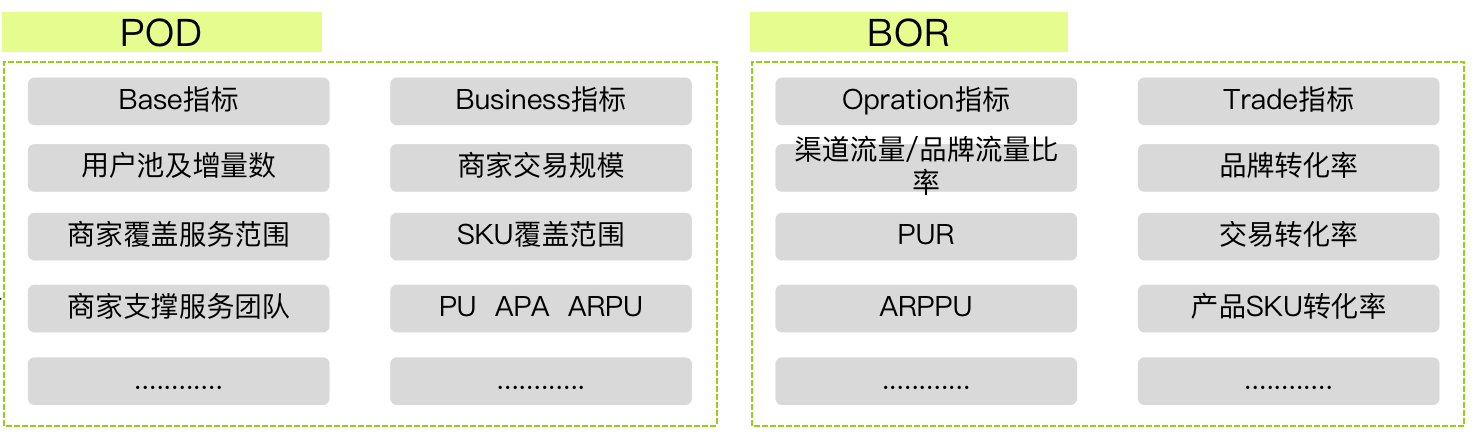 POD
Base指标
Business指标
用户池及增量数
商家交易规模
商家覆盖服务范围
SKU覆盖范围
商家支撑服务团队
PU APA ARPU
............
............
BOR
Opration指标
Trade指标
渠道流量/品牌流量比
率
品牌转化率
PUR
交易转化率
ARPPU
产品SKU转化率
............
............